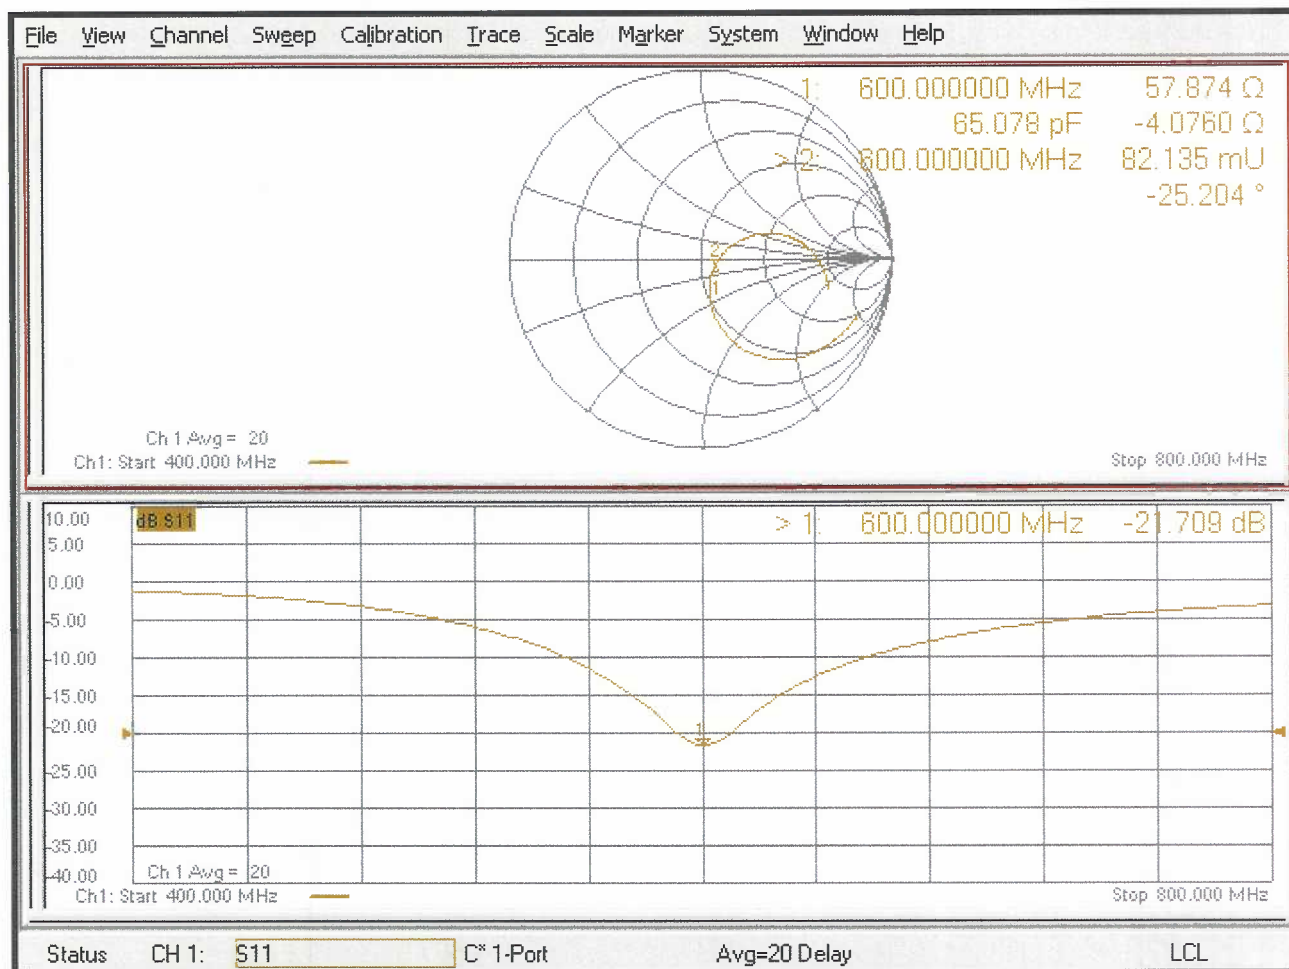 File View Channel Sweep Calibration Trace Scale Marker System Window Help
1: 600.000000 MHz 57.874 Ω
65.078 pF -4.0760 Ω
> 2: 600.000000 MHz 82.135 mU
-25.204 °
2
1
Ch 1 Avg = 20
Ch1: Start 400.000 MHz
Stop 800.000 MHz
10.00
dB S11
> 1: 600.000000 MHz -21.709 dB
5.00
0.00
-5.00
-10.00
-15.00
-20.00
1
-25.00
-30.00
-35.00
-40.00
Ch 1 Avg = 20
Ch1: Start 400.000 MHz
Stop 800.000 MHz
Status CH 1: S11 C* 1-Port Avg=20 Delay LCL